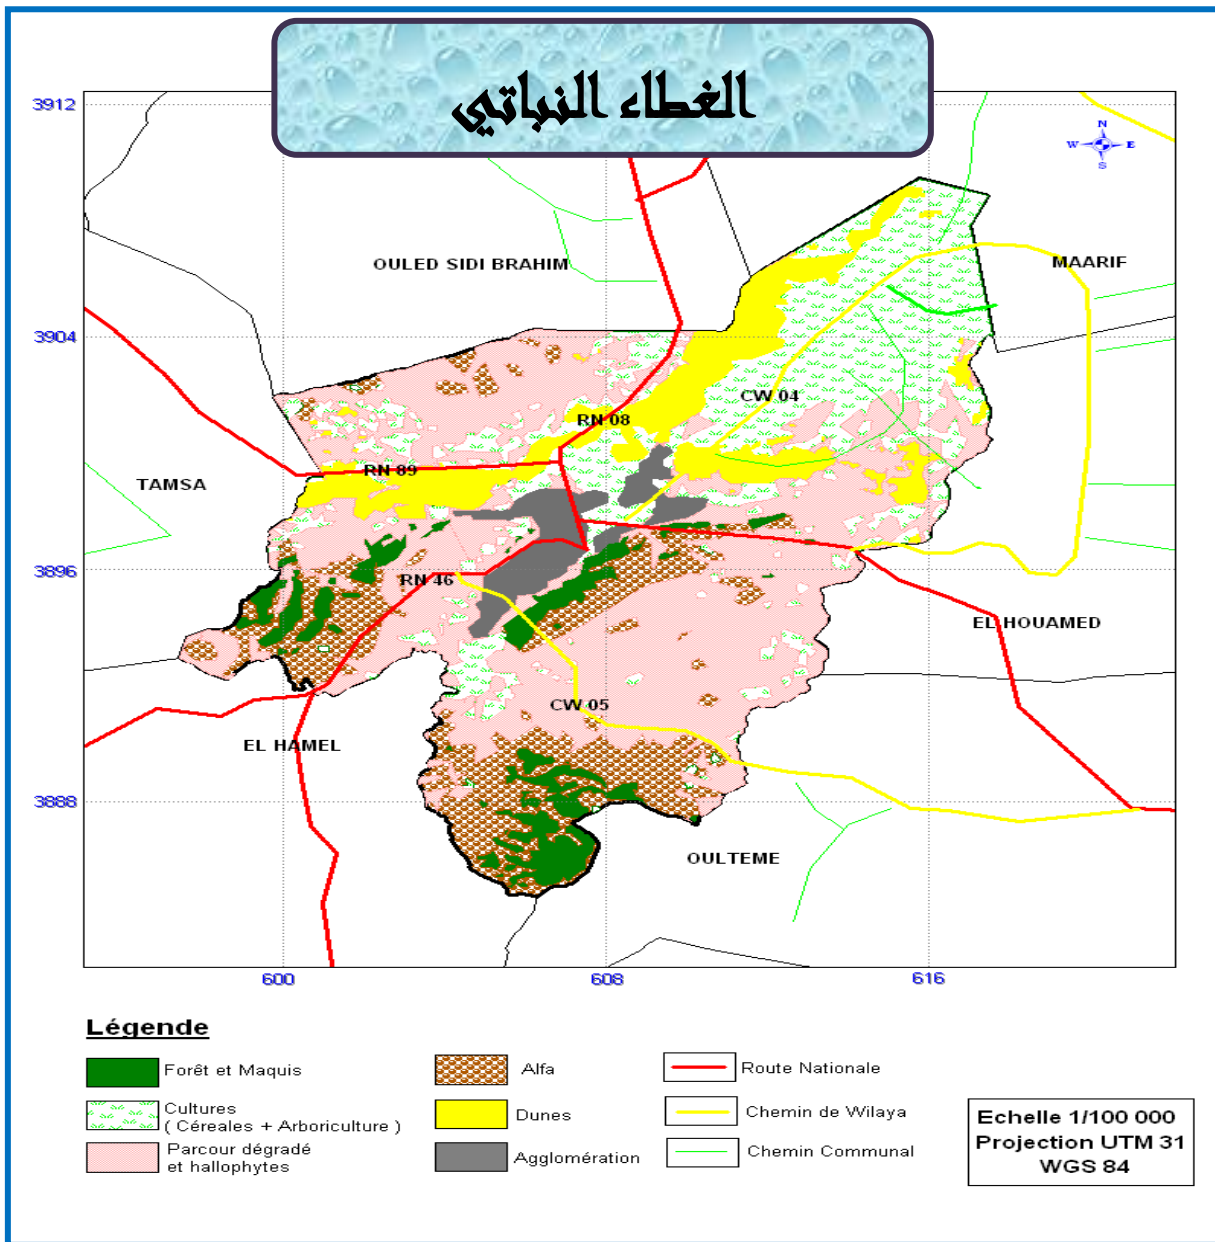 الغطاء النباتي
3912
N
W E
S
OULED SIDI BRAHIM
MAARIF
3904
CW 04
RN 08
RN 89
TAMSA
3896
RN 46
EL HOUAMED
CW 05
EL HAMEL
3888
OULTEME
600
608
616
Légende
Forêt et Maquis
Alfa
Route Nationale
Cultures
( Céreales + Arboriculture )
Dunes
Chemin de Wilaya
Parcour dégradé
et hallophytes
Agglomération
Chemin Communal
Echelle 1/100 000
Projection UTM 31
WGS 84